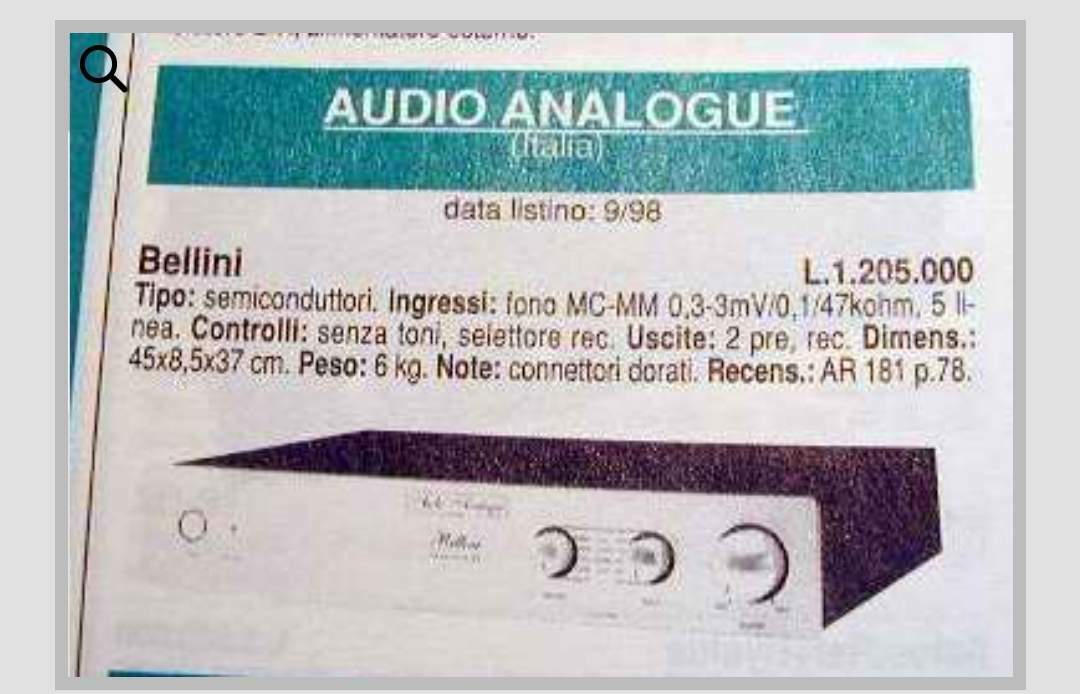 AUDIO ANALOGUE
(Italia)
data listino: 9/98
Bellini L.1.205.000
Tipo: semiconduttori. Ingressi: fono MC-MM 0,3-3mV/0,1/47kohm, 5 li-
nea. Controlli: senza toni, selettore rec. Uscite: 2 pre, rec. Dimens.:
45x8,5x37 cm. Peso: 6 kg. Note: connettori dorati. Recens.: AR 181 p.78.
Bellini